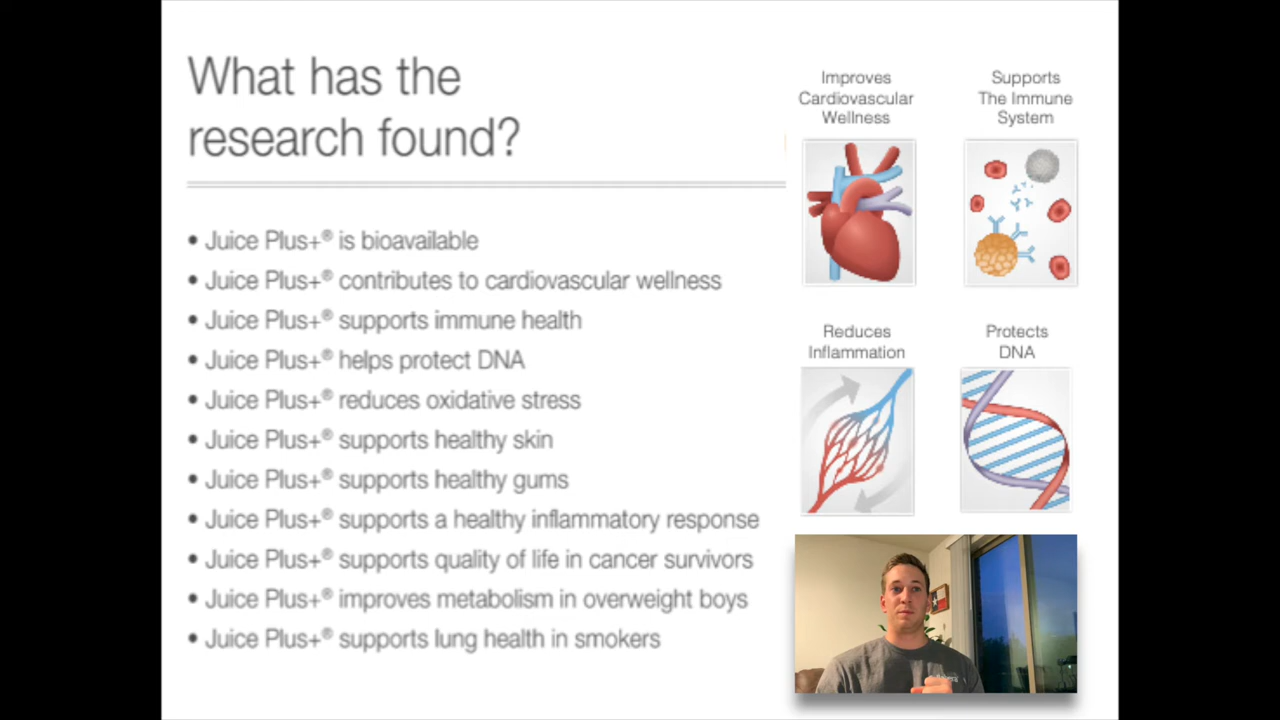 What has the
research found?
• Juice Plus+® is bioavailable
• Juice Plus+® contributes to cardiovascular wellness
• Juice Plus+® supports immune health
• Juice Plus+® helps protect DNA
• Juice Plus+® reduces oxidative stress
• Juice Plus+® supports healthy skin
• Juice Plus+® supports healthy gums
• Juice Plus+® supports a healthy inflammatory response
• Juice Plus+® supports quality of life in cancer survivors
• Juice Plus+® improves metabolism in overweight boys
• Juice Plus+® supports lung health in smokers
Improves
Cardiovascular
Wellness
Supports
The Immune
System
Reduces
Inflammation
Protects
DNA